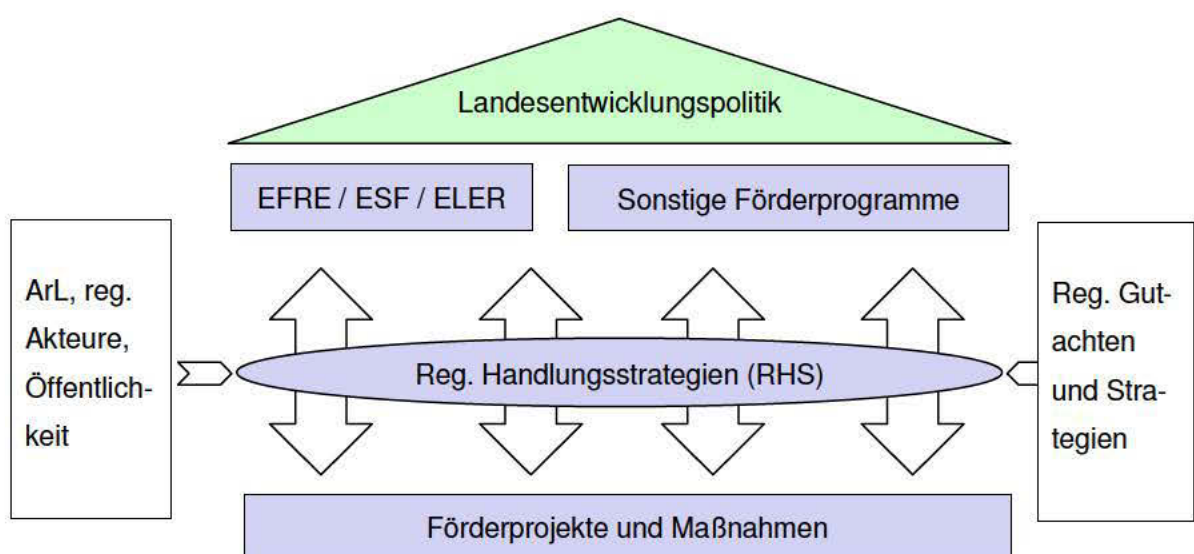 Landesentwicklungspolitik
EFRE / ESF / ELER
Sonstige Förderprogramme
ArL, reg.
Akteure,
Öffentlich-
keit
Reg. Handlungsstrategien (RHS)
Reg. Gut-
achten
und Stra-
tegien
Förderprojekte und Maßnahmen